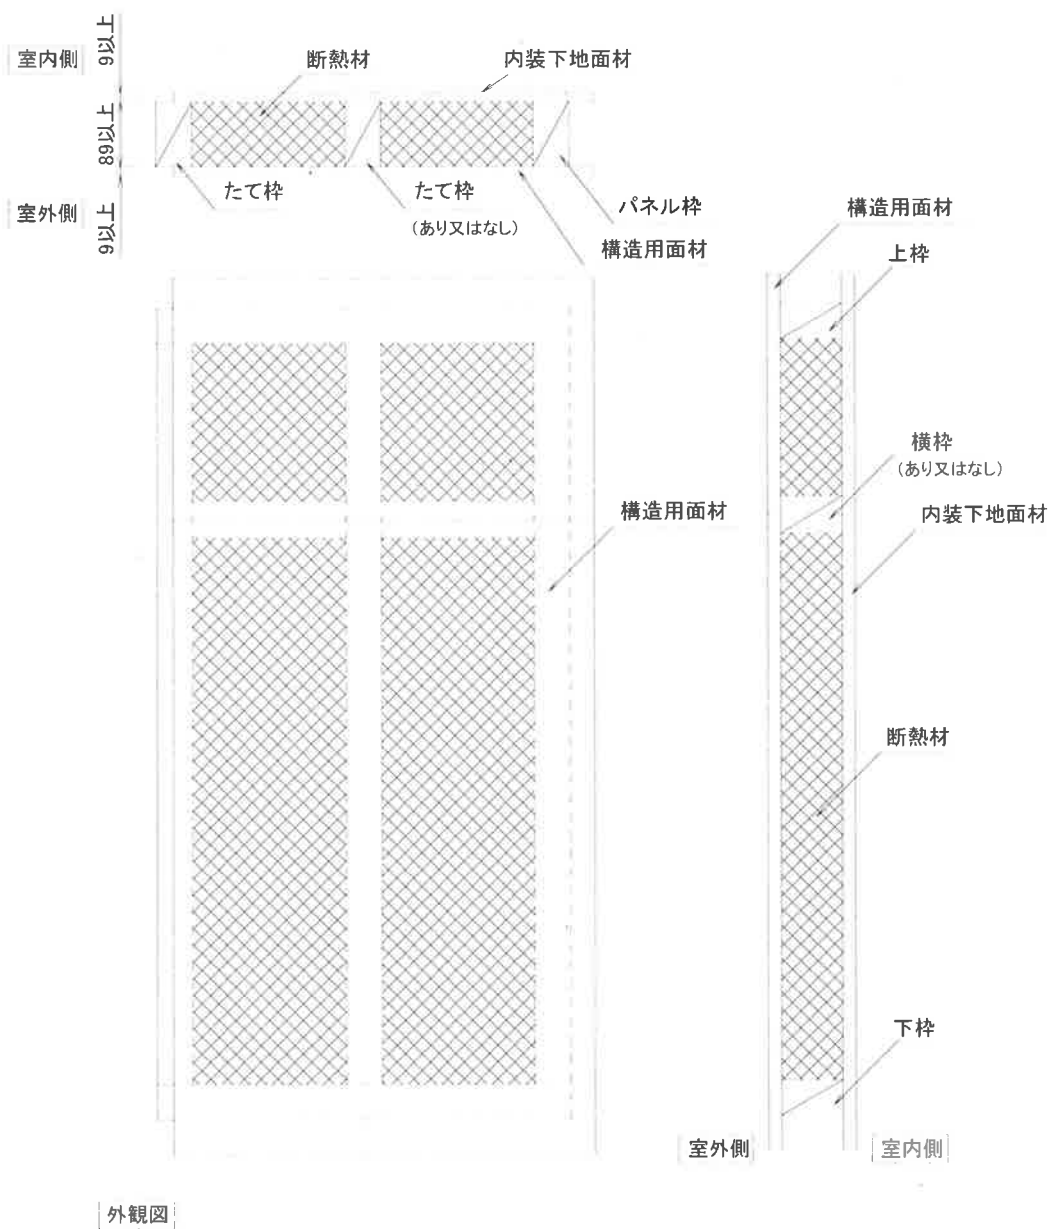 室内側
9以上
断熱材
内装下地面材
89以上
たて枠
たて枠
(あり又はなし)
パネル枠
構造用面材
室外側
9以上
構造用面材
上枠
横枠
(あり又はなし)
構造用面材
内装下地面材
断熱材
下枠
室外側
室内側
外観図